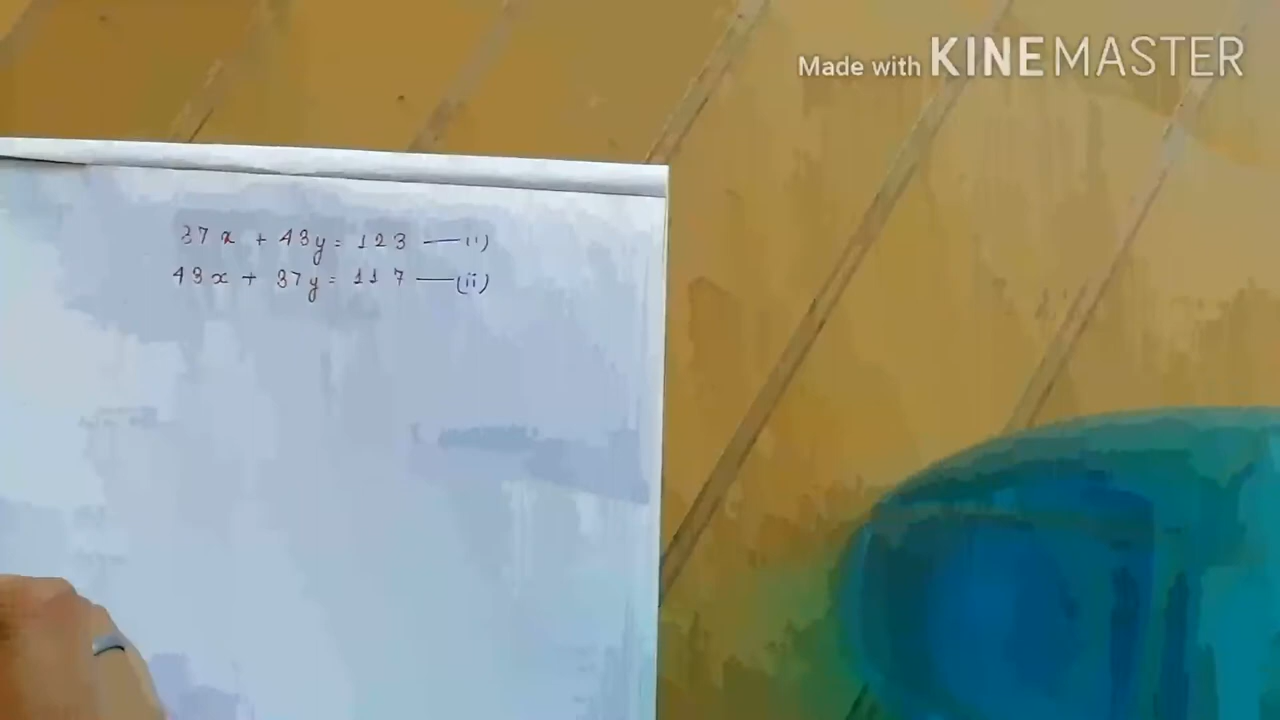 Made with KINEMASTER
37x + 43y = 123 —(i)
43x + 37y = 117 —(ii)